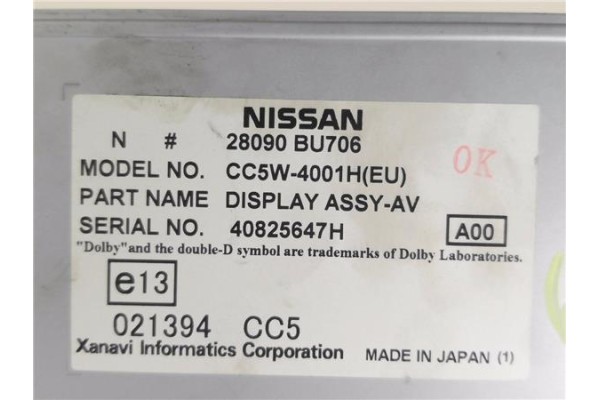 NISSAN
N # 28090 BU706
MODEL NO. CC5W-4001H(EU)
OK
PART NAME DISPLAY ASSY-AV
SERIAL NO. 40825647H A00
"Dolby"and the double-D symbol are trademarks of Dolby Laboratories.
e13
021394 CC5
Xanavi Informatics Corporation MADE IN JAPAN (1)